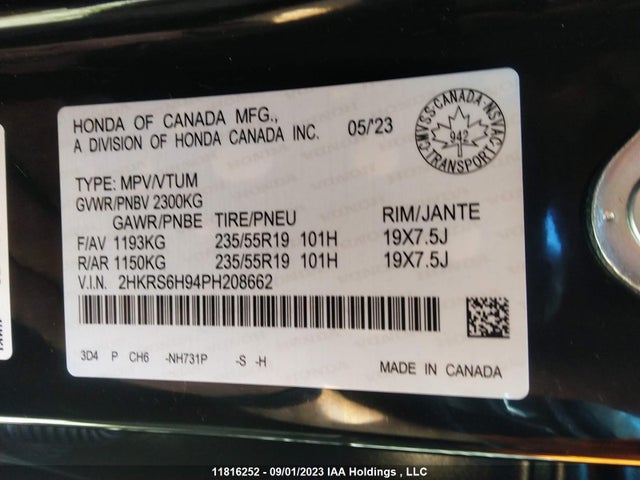 HONDA OF CANADA MFG.,
A DIVISION OF HONDA CANADA INC. 05/'23
CMVSS-CANADA-NSVAC
942
TRANSPORT
TYPE: MPV/VTUM
GVWR/PNBV 2300KG
GAWR/PNBE TIRE/PNEU RIM/JANTE
F/AV 1193KG 235/55R19 101H 19X7.5J
R/AR 1150KG 235/55R19 101H 19X7.5J
V.I.N. 2HKRS6H94PH208662
3D4 P CH6 -NH731P -S -H
MADE IN CANADA
11816252 - 09/01/2023 IAA Holdings , LLC